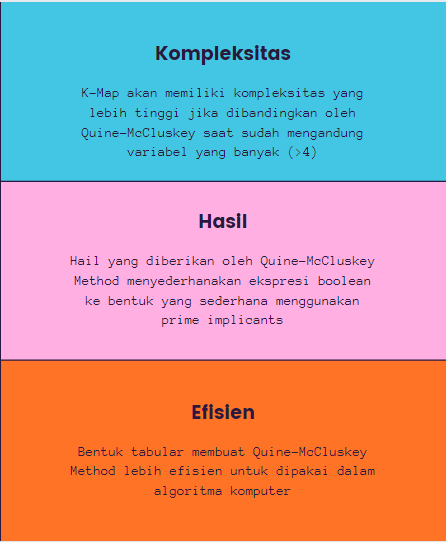 Kompleksitas
K-Map akan memiliki kompleksitas yang
lebih tinggi jika dibandingkan oleh
Quine-McCluskey saat sudah mengandung
variabel yang banyak (>4)
Hasil
Hail yang diberikan oleh Quine-McCluskey
Method menyederhanakan ekspresi boolean
ke bentuk yang sederhana menggunakan
prime implicants
Efisien
Bentuk tabular membuat Quine-McCluskey
Method lebih efisien untuk dipakai dalam
algoritma komputer